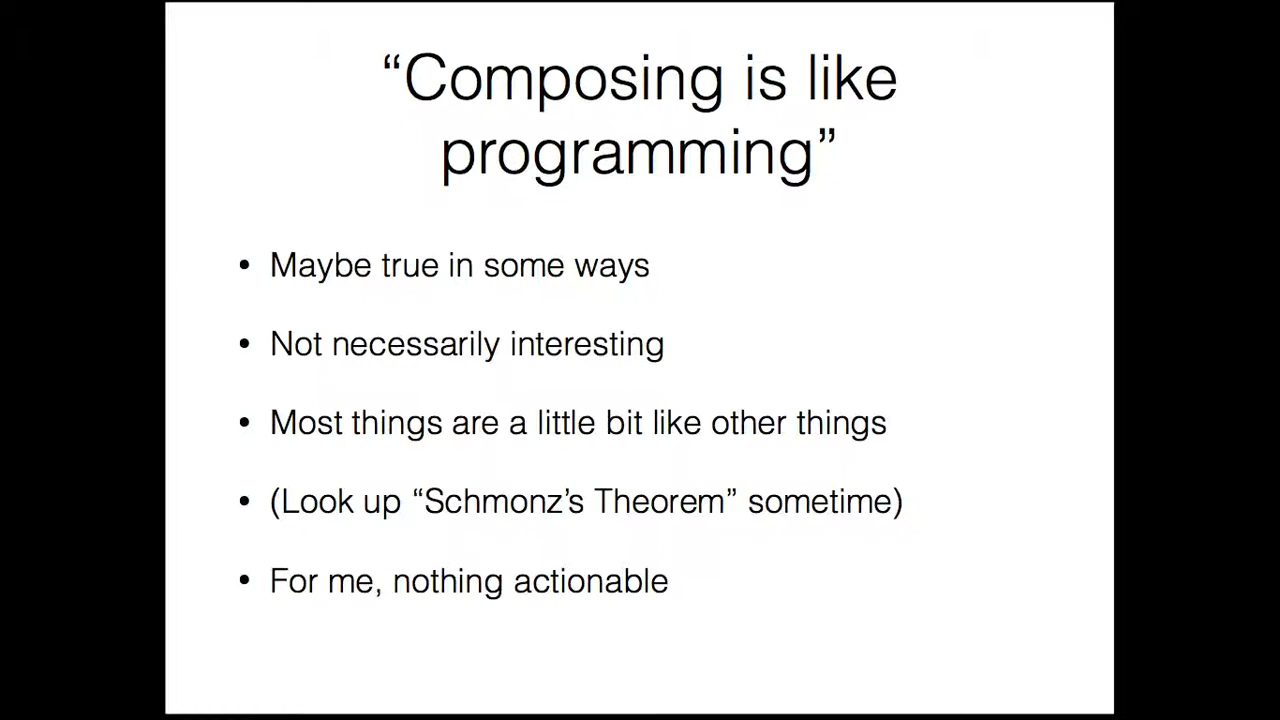 “Composing is like
programming”
• Maybe true in some ways
• Not necessarily interesting
• Most things are a little bit like other things
• (Look up “Schmonz’s Theorem” sometime)
• For me, nothing actionable